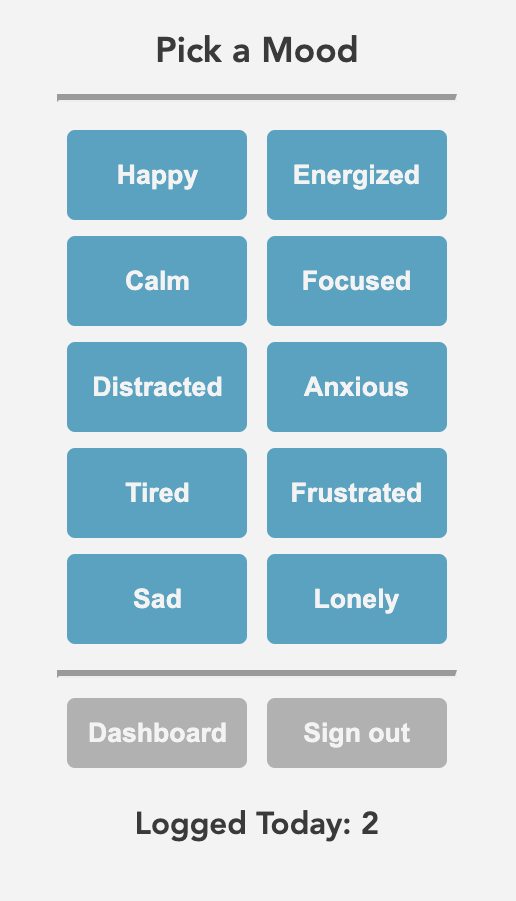 Pick a Mood
Happy
Energized
Calm
Focused
Distracted
Anxious
Tired
Frustrated
Sad
Lonely
Dashboard
Sign out
Logged Today: 2